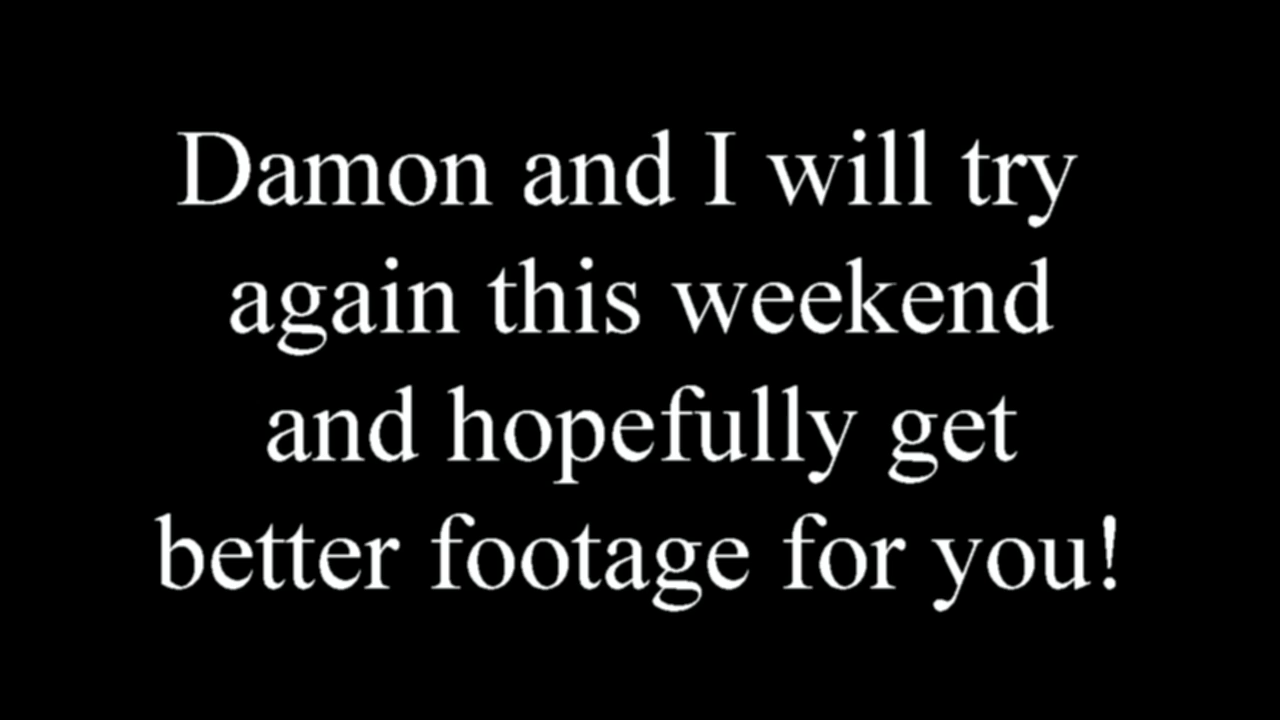 Damon and I will try
again this weekend
and hopefully get
better footage for you!